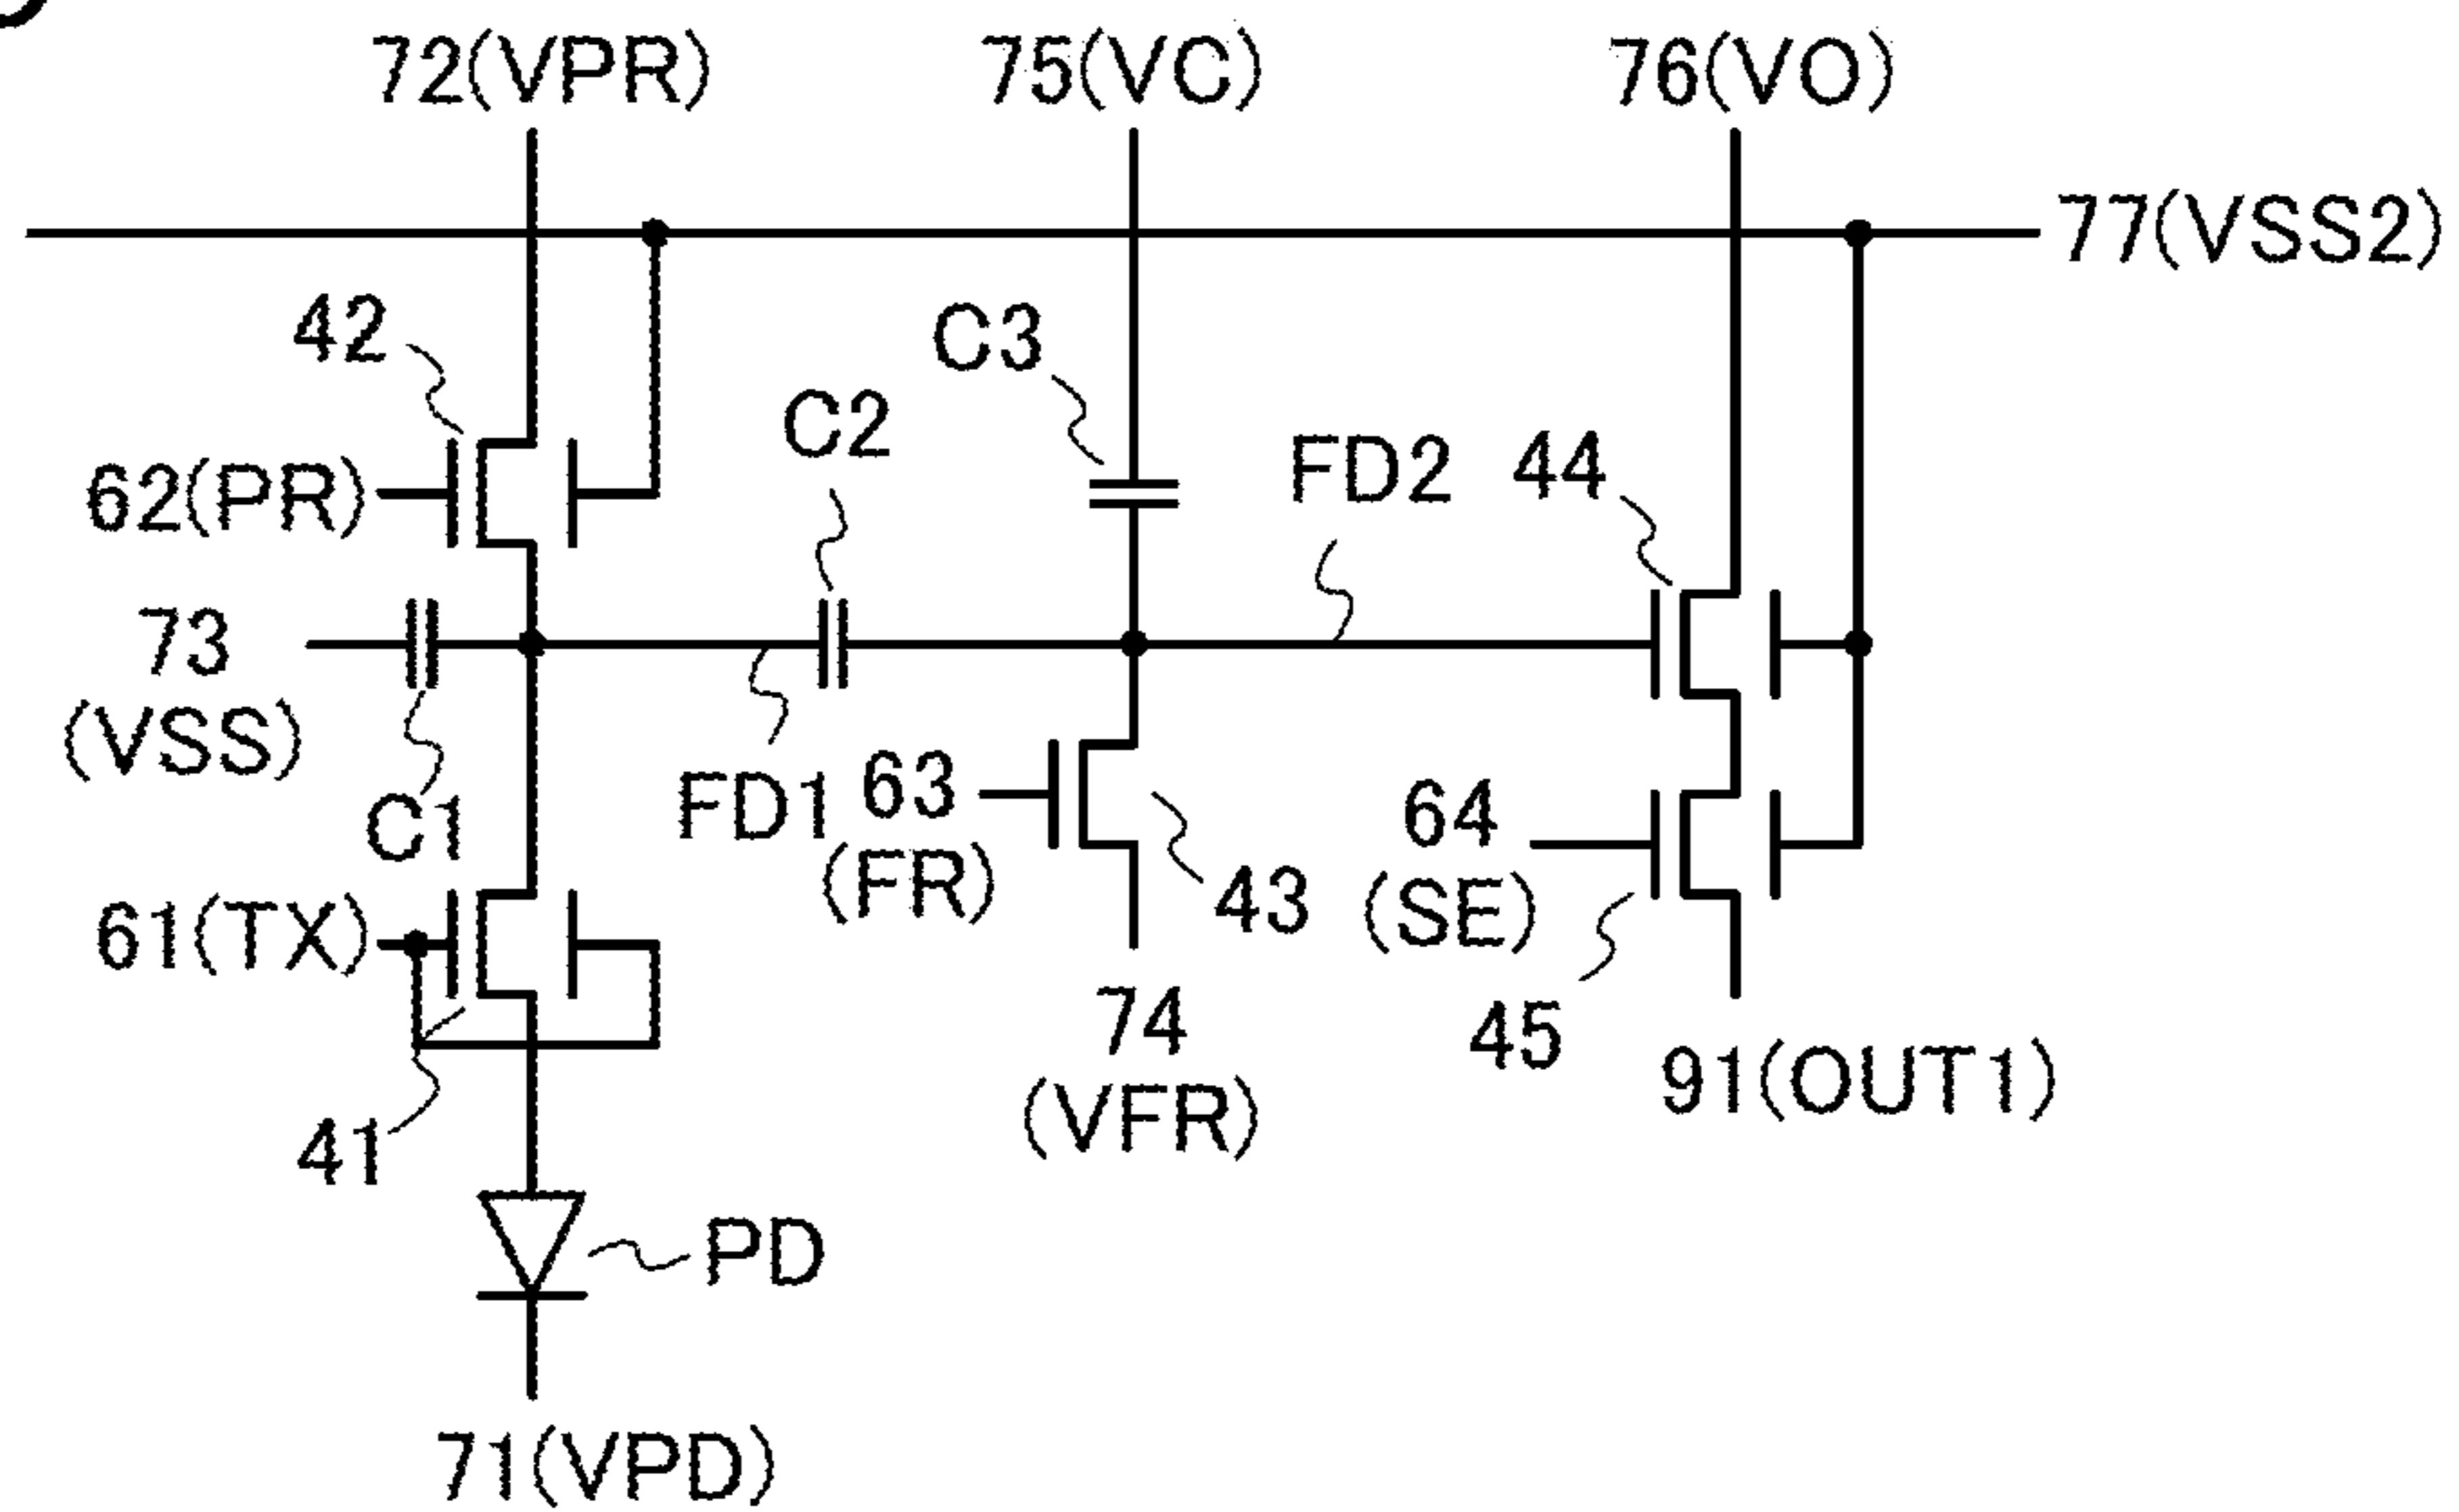 72(VPR)
75(VC)
76(VO)
77(VSS2)
42
C3
C2
FD2
44
62(PR)
73
(VSS)
C1
FD1
63
(FR)
43
64
(SE)
61(TX)
45
74
(VFR)
91(OUT1)
41
PD
71(VPD)